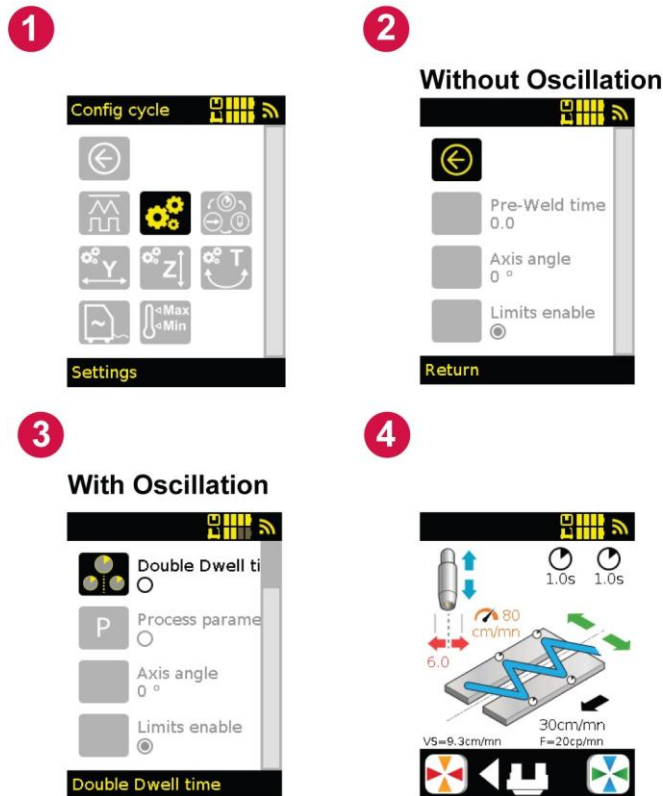 1
Config cycle
Y
Z
T
Max
Min
Settings
2
Without Oscillation
Pre-Weld time
0.0
Axis angle
0 °
Limits enable
Return
3
With Oscillation
Double Dwell ti
P
Process parame
Axis angle
0 °
Limits enable
Double Dwell time
4
1.0s 1.0s
80
cm/mn
6.0
30cm/mn
VS=9.3cm/mn F=20cp/mn